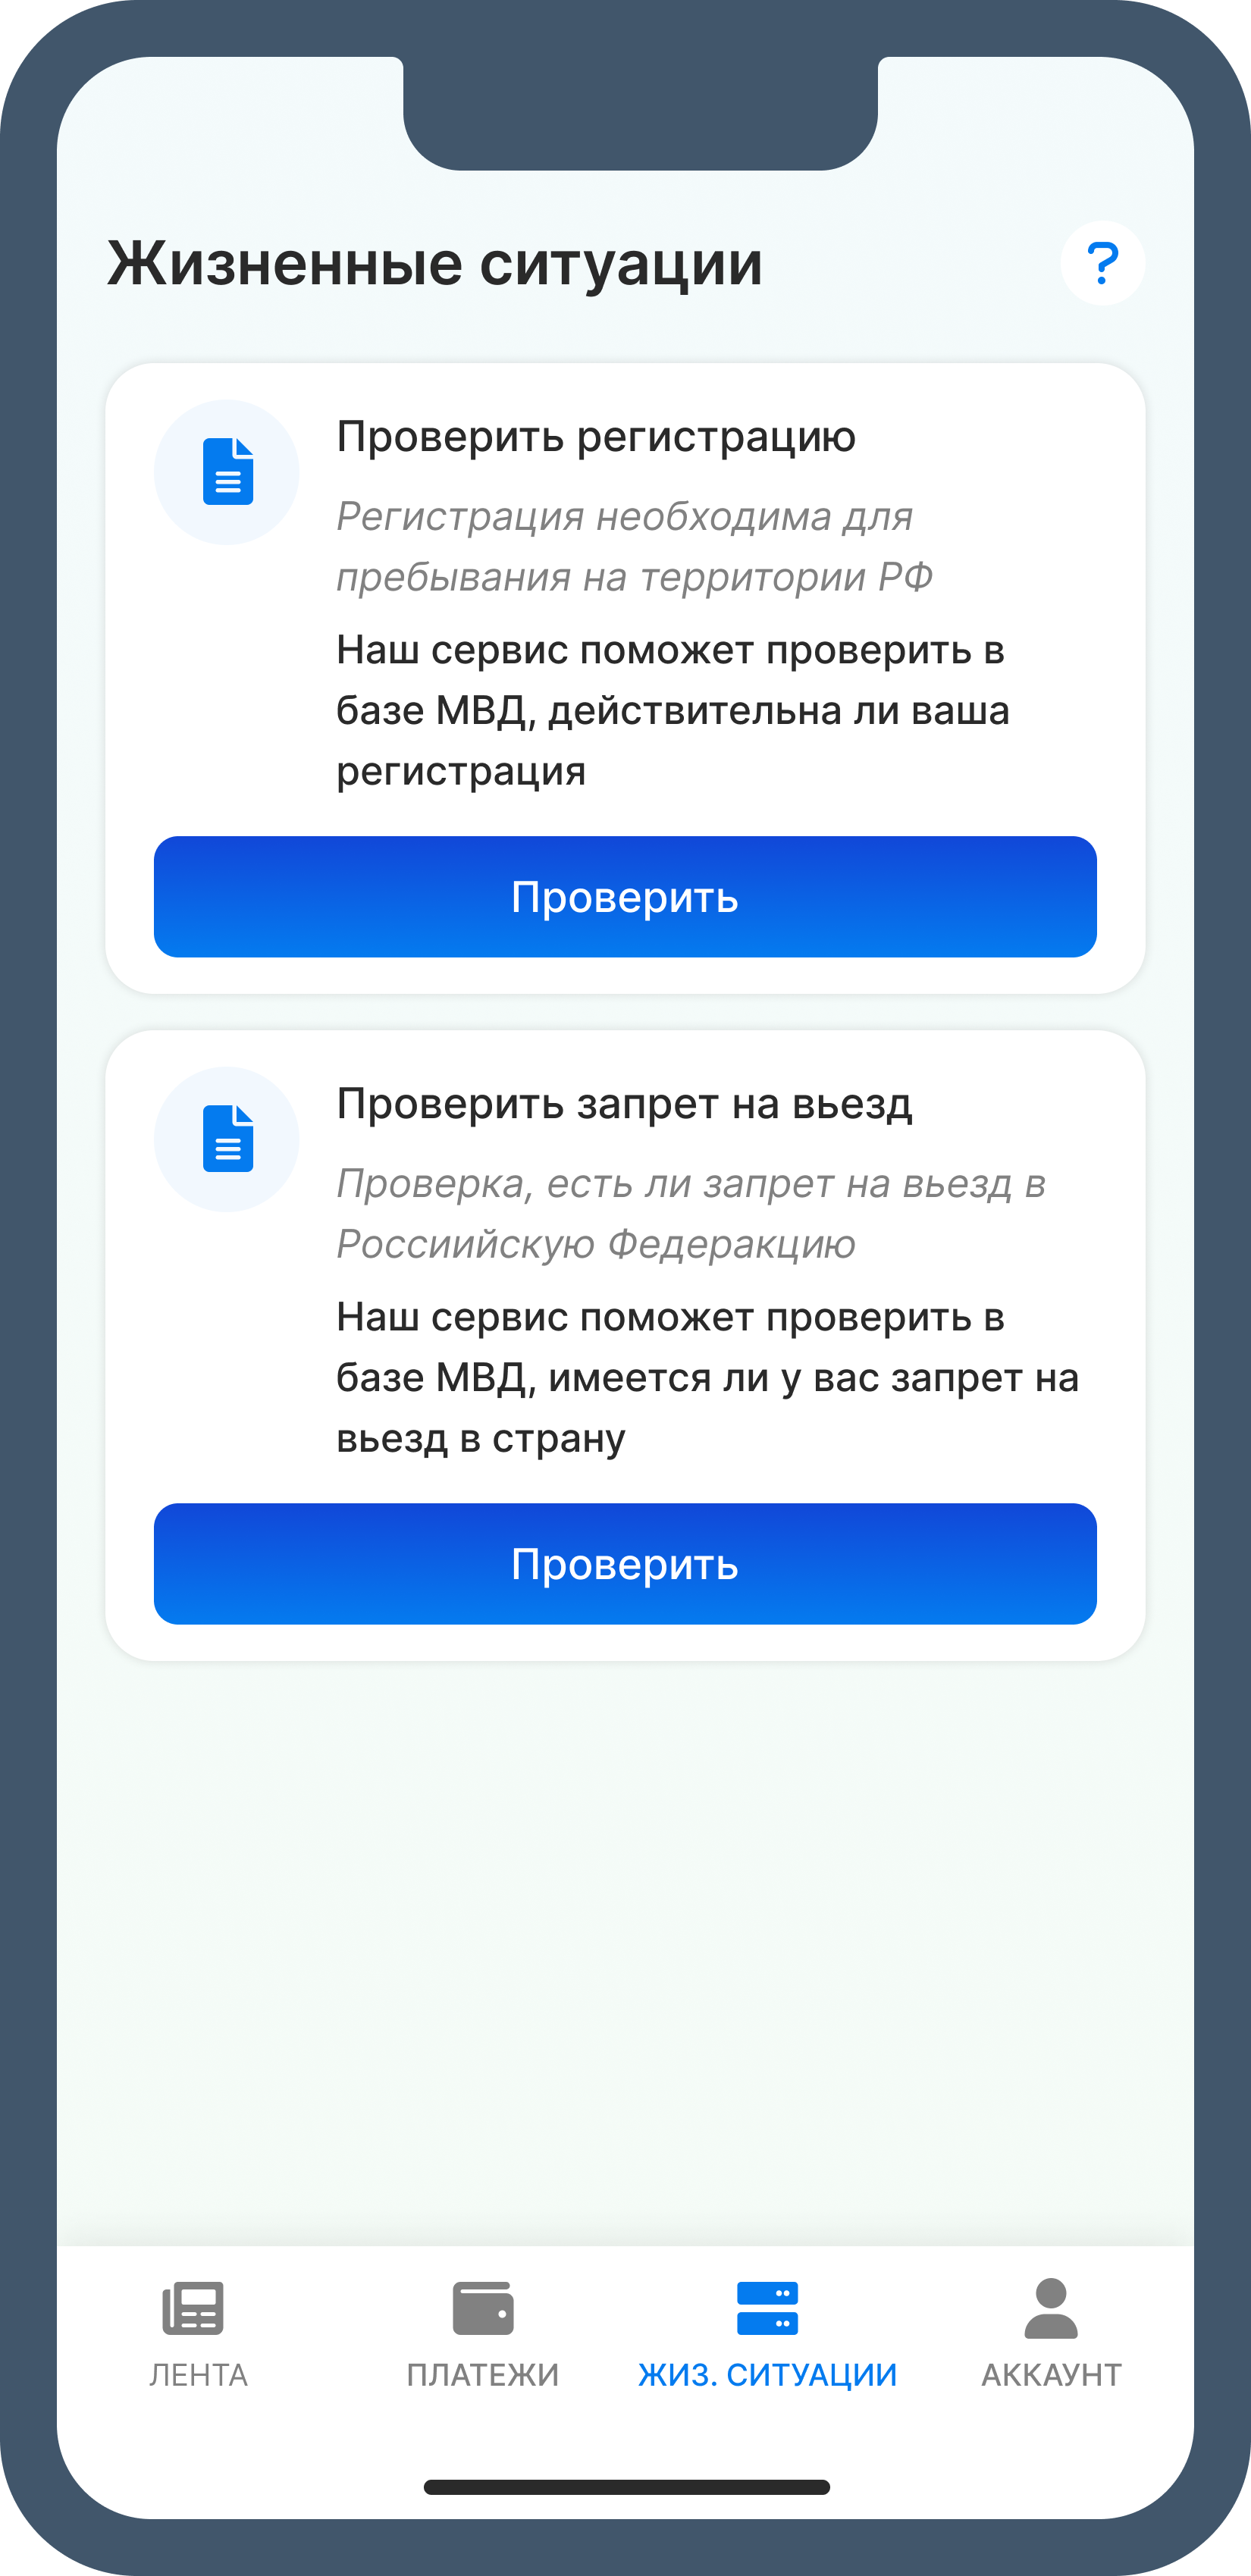 Жизненные ситуации
?
Проверить регистрацию
Регистрация необходима для
пребывания на территории РФ
Наш сервис поможет проверить в
базе МВД, действительна ли ваша
регистрация
Проверить
Проверить запрет на вьезд
Проверка, есть ли запрет на вьезд в
Россиийскую Федеракцию
Наш сервис поможет проверить в
базе МВД, имеется ли у вас запрет на
вьезд в страну
Проверить
ЛЕНТА
ПЛАТЕЖИ
ЖИЗ. СИТУАЦИИ
АККАУНТ